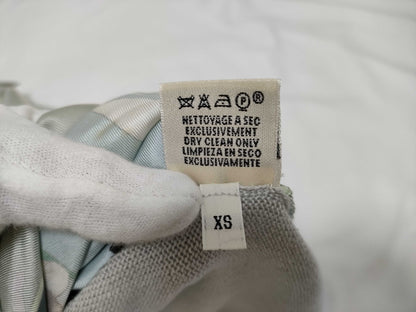 Ⓟ®
NETTOYAGE A SEC
EXCLUSIVEMENT
DRY CLEAN ONLY
LIMPIEZA EN SECO
EXCLUSIVAMENTE
XS